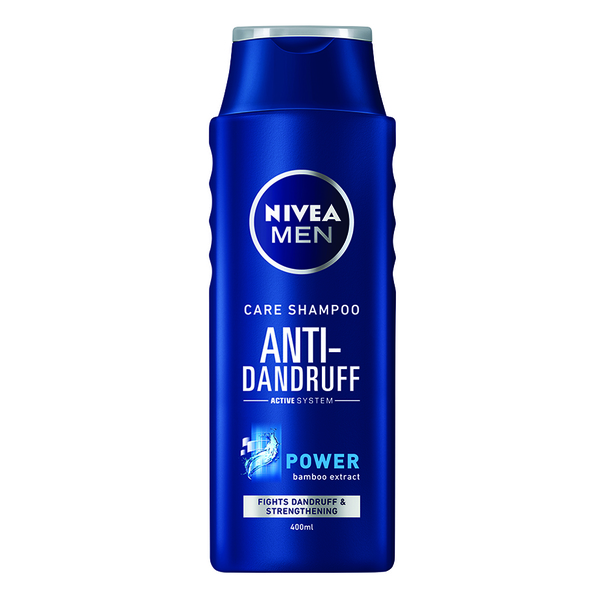 NIVEA
MEN
CARE SHAMPOO
ANTI-
DANDRUFF
ACTIVE SYSTEM
POWER
bamboo extract
FIGHTS DANDRUFF &
STRENGTHENING
400ml